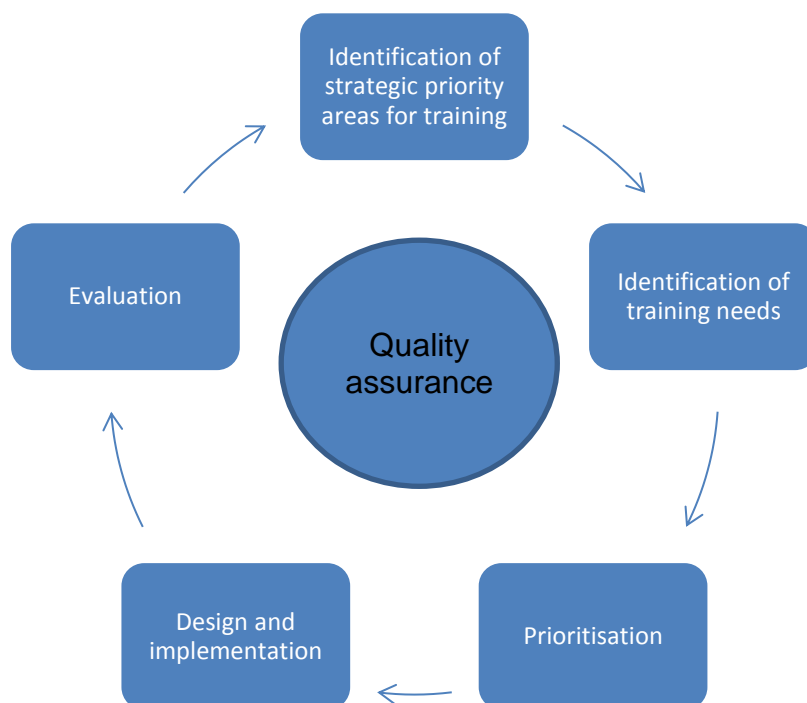 Identification of
strategic priority
areas for training
Identification of
training needs
Prioritisation
Design and
implementation
Evaluation
Quality
assurance